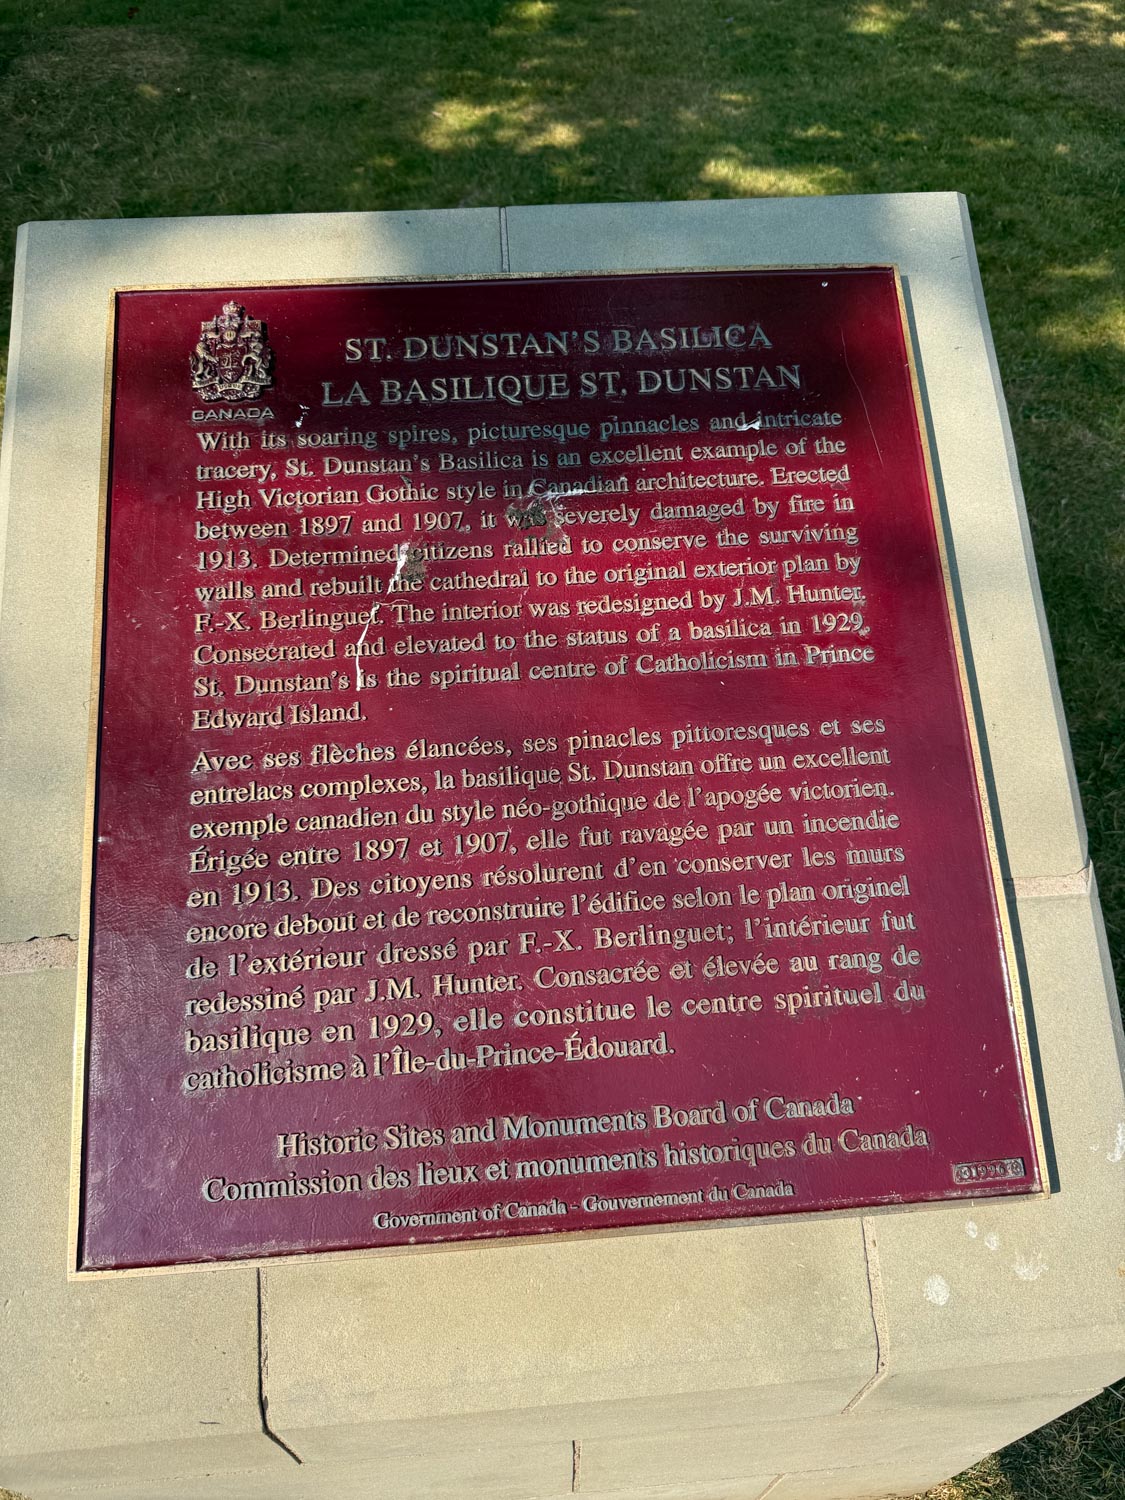 CANADA
ST. DUNSTAN'S BASILICA
LA BASILIQUE ST. DUNSTAN
With its soaring spires, picturesque pinnacles and intricate
tracery, St. Dunstan's Basilica is an excellent example of the
High Victorian Gothic style in Canadian architecture. Erected
between 1897 and 1907, it was severely damaged by fire in
1913. Determined citizens rallied to conserve the surviving
walls and rebuilt the cathedral to the original exterior plan by
F.-X. Berlinguet. The interior was redesigned by J.M. Hunter.
Consecrated and elevated to the status of a basilica in 1929,
St. Dunstan's is the spiritual centre of Catholicism in Prince
Edward Island.
Avec ses flèches élancées, ses pinacles pittoresques et ses
entrelacs complexes, la basilique St. Dunstan offre un excellent
exemple canadien du style néo-gothique de l'apogée victorien.
Érigée entre 1897 et 1907, elle fut ravagée par un incendie
en 1913. Des citoyens résolurent d'en conserver les murs
encore debout et de reconstruire l'édifice selon le plan originel
de l'extérieur dressé par F.-X. Berlinguet; l'intérieur fut
redessiné par J.M. Hunter. Consacrée et élevée au rang de
basilique en 1929, elle constitue le centre spirituel du
catholicisme à l'Île-du-Prince-Édouard.
Historic Sites and Monuments Board of Canada
Commission des lieux et monuments historiques du Canada
Government of Canada - Gouvernement du Canada
1996